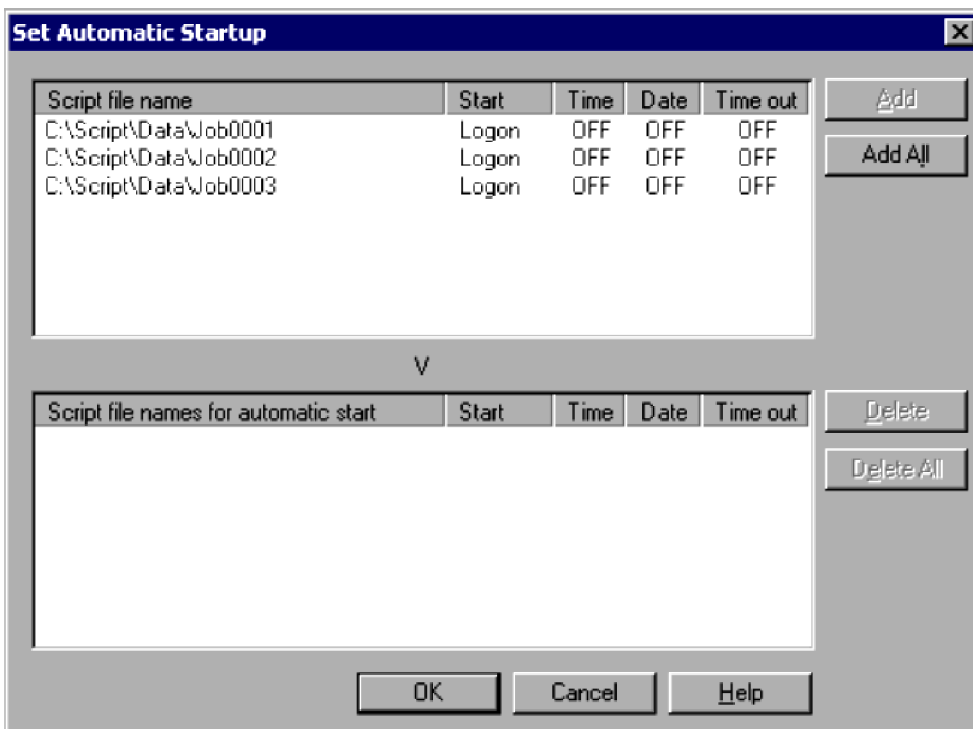 Set Automatic Startup
Script file name Start Time Date Time out
C:\Script\Data\Job0001 Logon OFF OFF OFF
C:\Script\Data\Job0002 Logon OFF OFF OFF
C:\Script\Data\Job0003 Logon OFF OFF OFF
Add
Add All
V
Script file names for automatic start Start Time Date Time out
Delete
Delete All
OK Cancel Help